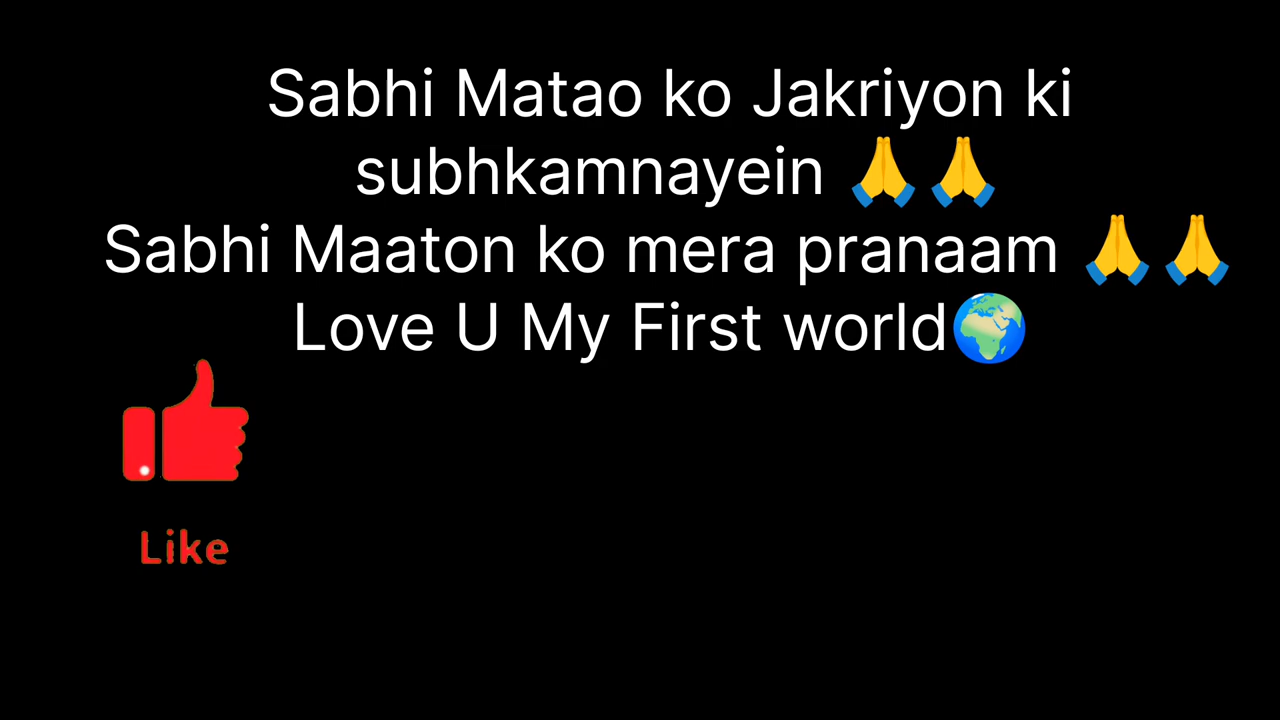 Sabhi Matao ko Jakriyon ki
subhkamnayein 🙏🙏
Sabhi Maaton ko mera pranaam 🙏🙏
Love U My First world🌍
Like